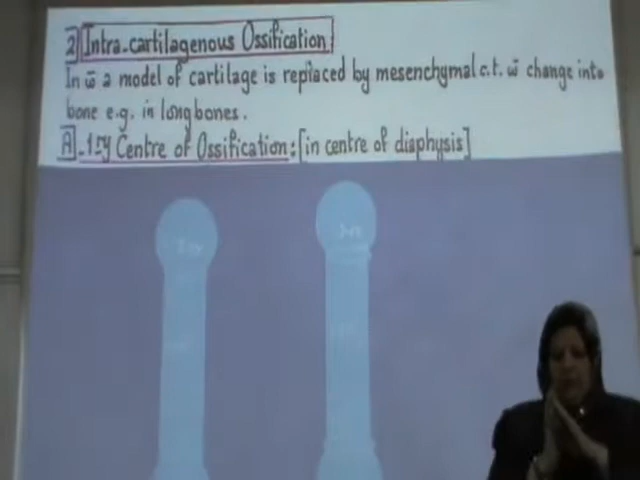 2 Intra-cartilagenous Ossification
In w̄ a model of cartilage is replaced by mesenchymal c.t. w̄ change into
bone e.g. in long bones.
A - 1ry Centre of Ossification: [in centre of diaphysis]